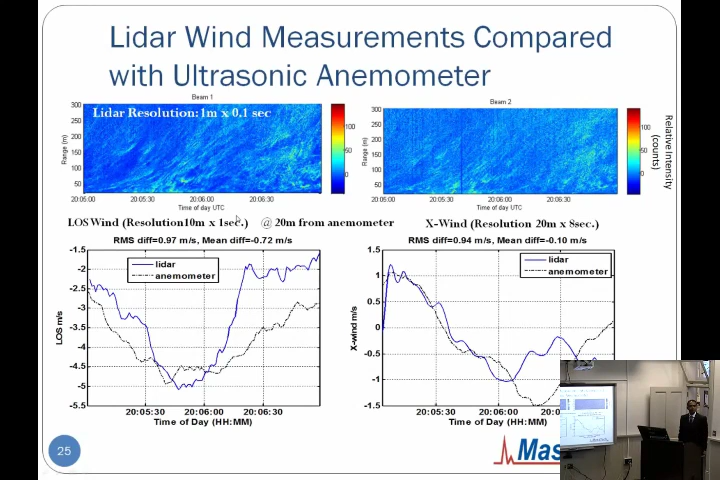 Lidar Wind Measurements Compared
with Ultrasonic Anemometer
Beam 1
Lidar Resolution: 1m x 0.1 sec
Range (m)
300
250
200
150
100
50
20:05:00
20:05:30
20:06:00
20:06:30
Time of day UTC
100
50
0
Beam 2
Range (m)
300
250
200
150
100
50
20:05:00
20:05:30
20:06:00
20:06:30
Time of day UTC
100
50
0
Relative Intensity
(counts)
LOS Wind (Resolution10m x 1sec.)
@ 20m from anemometer
X-Wind (Resolution 20m x 8sec.)
RMS diff=0.97 m/s, Mean diff=-0.72 m/s
lidar
anemometer
LOS m/s
-1.5
-2
-2.5
-3
-3.5
-4
-4.5
-5
-5.5
20:05:30
20:06:00
20:06:30
Time of Day (HH:MM)
RMS diff=0.94 m/s, Mean diff=-0.10 m/s
lidar
anemometer
X-wind m/s
1.5
1
0.5
0
-0.5
-1
-1.5
20:05:30
20:06:00
20:0
Time of Day (HH:MM)
25
Mas